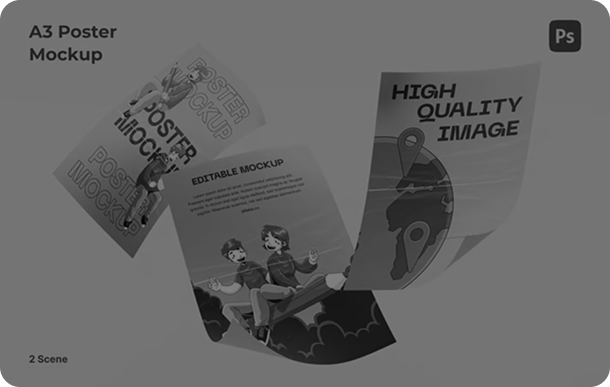 A3 Poster
Mockup
Ps
POSTER
MOCKUP
POSTER
MOCKUP
POSTER
MOCKUP
EDITABLE MOCKUP
HIGH
QUALITY
IMAGE
2 Scene